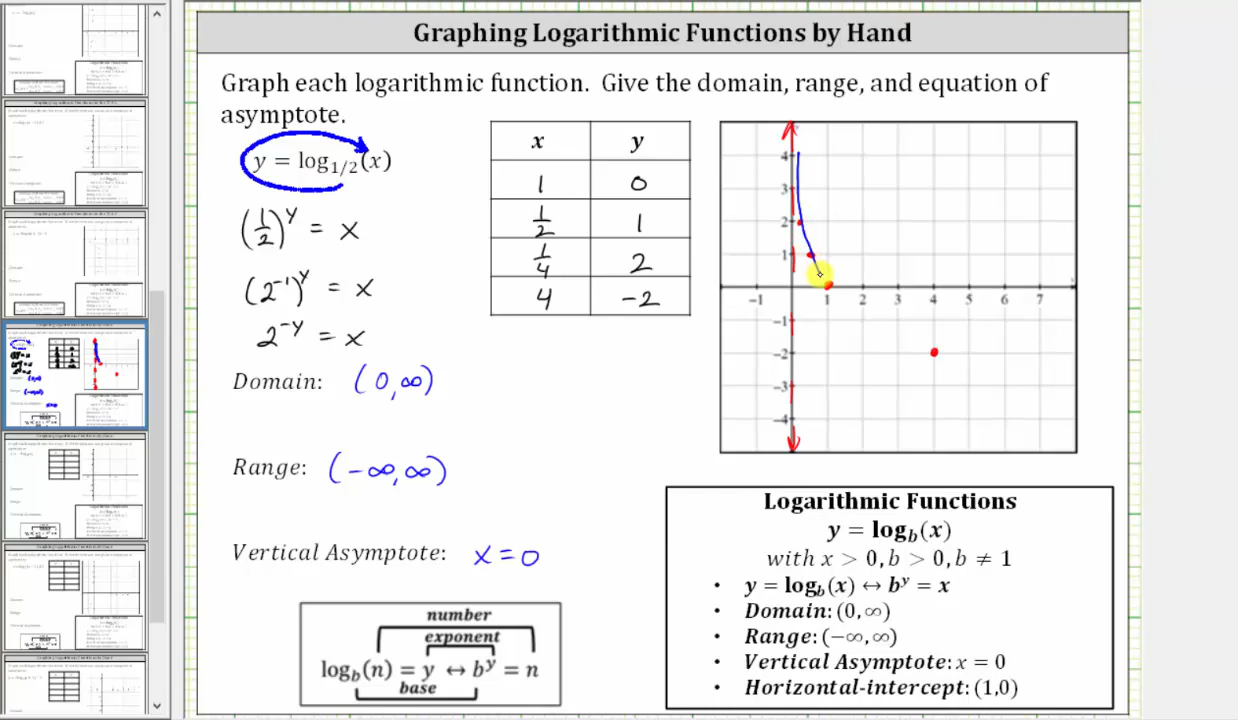 Graphing Logarithmic Functions by Hand
Graph each logarithmic function. Give the domain, range, and equation of
asymptote.
y = log₁/₂(x)
(1/2)^y = x
(2⁻¹)^y = x
2^-y = x
x y
1 0
1/2 1
1/4 2
4 -2
4
3
2
1
-1 1 2 3 4 5 6 7
-1
-2
-3
-4
Domain: (0,∞)
Range: (-∞,∞)
Vertical Asymptote: x=0
number
exponent
log_b(n) = y ↔ b^y = n
base
Logarithmic Functions
y = log_b(x)
with x > 0, b > 0, b ≠ 1
• y = log_b(x) ↔ b^y = x
• Domain: (0,∞)
• Range: (−∞,∞)
• Vertical Asymptote: x = 0
• Horizontal-intercept: (1,0)